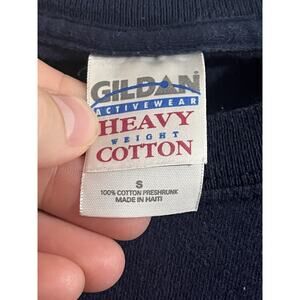 GILDAN®
ACTIVEWEAR
HEAVY
WEIGHT
COTTON
S
100% COTTON PRESHRUNK
MADE IN HAITI